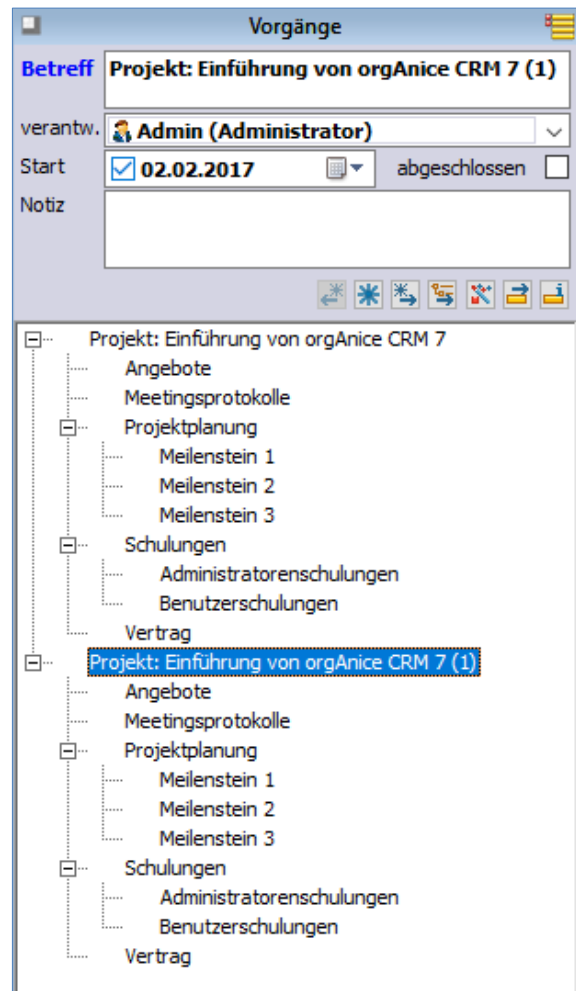 Vorgänge
Betreff Projekt: Einführung von orgAnice CRM 7 (1)
verantw. Admin (Administrator)
Start 02.02.2017 abgeschlossen
Notiz
Projekt: Einführung von orgAnice CRM 7
Angebote
Meetingsprotokolle
Projektplanung
Meilenstein 1
Meilenstein 2
Meilenstein 3
Schulungen
Administratorenschulungen
Benutzerschulungen
Vertrag
Projekt: Einführung von orgAnice CRM 7 (1)
Angebote
Meetingsprotokolle
Projektplanung
Meilenstein 1
Meilenstein 2
Meilenstein 3
Schulungen
Administratorenschulungen
Benutzerschulungen
Vertrag